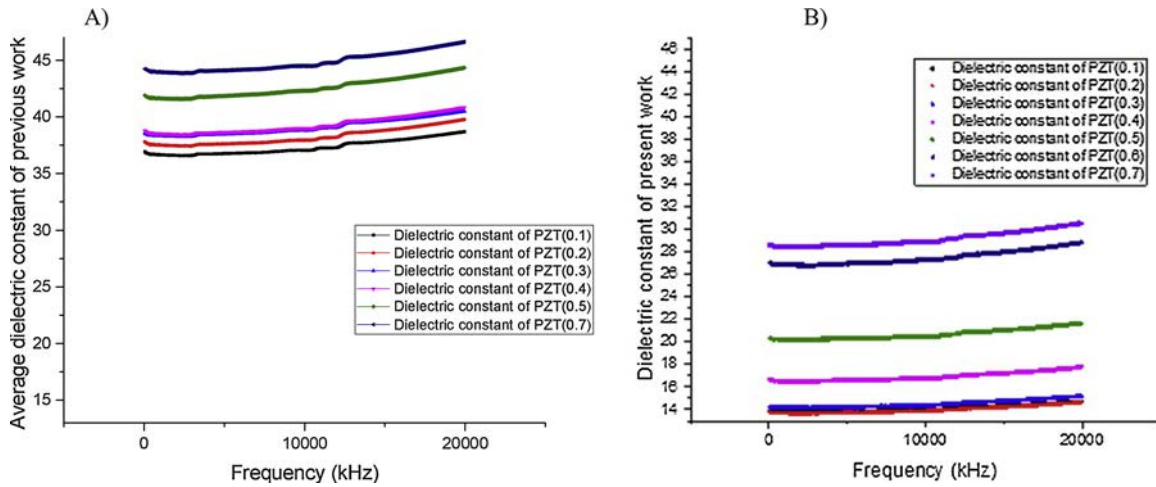 A)
Average dielectric constant of previous work
45
40
35
30
25
20
15
Dielectric constant of PZT(0.1)
Dielectric constant of PZT(0.2)
Dielectric constant of PZT(0.3)
Dielectric constant of PZT(0.4)
Dielectric constant of PZT(0.5)
Dielectric constant of PZT(0.7)
0
10000
20000
Frequency (kHz)
B)
Dielectric constant of present work
48
46
44
42
40
38
36
34
32
30
28
26
24
22
20
18
16
14
Dielectric constant of PZT(0.1)
Dielectric constant of PZT(0.2)
Dielectric constant of PZT(0.3)
Dielectric constant of PZT(0.4)
Dielectric constant of PZT(0.5)
Dielectric constant of PZT(0.6)
Dielectric constant of PZT(0.7)
0
10000
20000
Frequency (kHz)